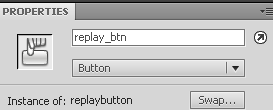 PROPERTIES
replay_btn
Button
Instance of: replaybutton Swap...